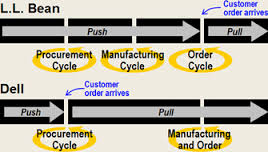 L.L. Bean
Customer
order arrives
Push
Pull
Procurement
Cycle
Manufacturing
Cycle
Order
Cycle
Dell
Customer
order arrives
Push
Pull
Procurement
Cycle
Manufacturing
and Order